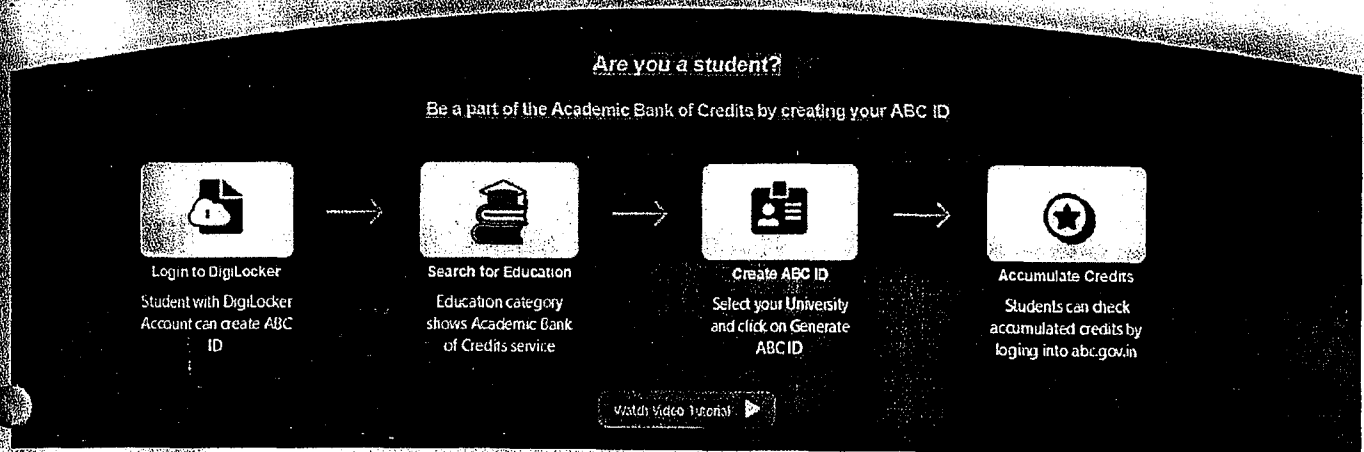 Are you a student?
Be a part of the Academic Bank of Credits by creating your ABC ID
Login to DigiLocker
Student with DigiLocker
Account can create ABC
ID
Search for Education
Education category
shows Academic Bank
of Credits service
Create ABC ID
Select your University
and click on Generate
ABC ID
Accumulate Credits
Students can check
accumulated credits by
loging into abc.gov.in
Watch Video Tutorial